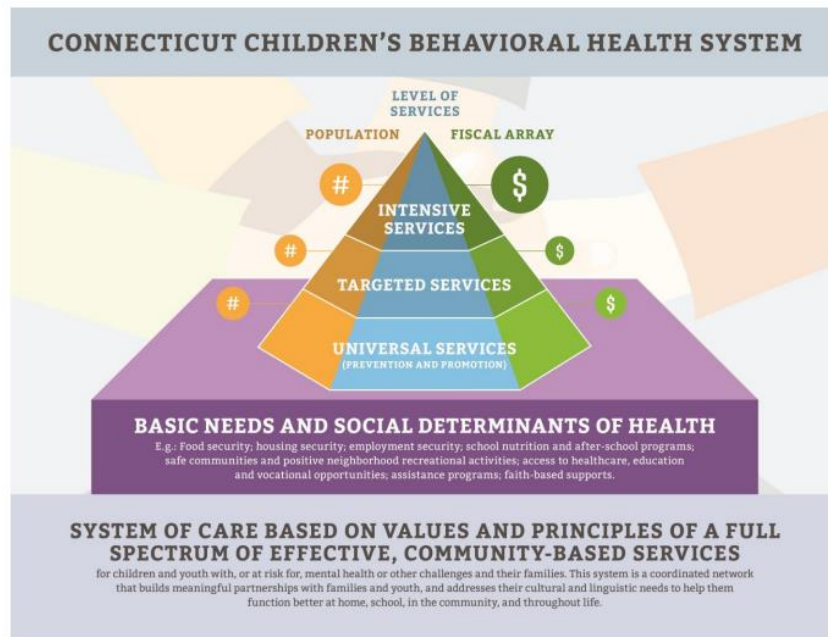 CONNECTICUT CHILDREN'S BEHAVIORAL HEALTH SYSTEM
LEVEL OF
SERVICES
POPULATION
FISCAL ARRAY
#
$
INTENSIVE
SERVICES
#
$
TARGETED SERVICES
#
$
UNIVERSAL SERVICES
(PREVENTION AND PROMOTION)
BASIC NEEDS AND SOCIAL DETERMINANTS OF HEALTH
E.g.: Food security; housing security; employment security; school nutrition and after-school programs;
safe communities and positive neighborhood recreational activities; access to healthcare, education
and vocational opportunities; assistance programs; faith-based supports.
SYSTEM OF CARE BASED ON VALUES AND PRINCIPLES OF A FULL
SPECTRUM OF EFFECTIVE, COMMUNITY-BASED SERVICES
for children and youth with, or at risk for, mental health or other challenges and their families. This system is a coordinated network
that builds meaningful partnerships with families and youth, and addresses their cultural and linguistic needs to help them
function better at home, school, in the community, and throughout life.